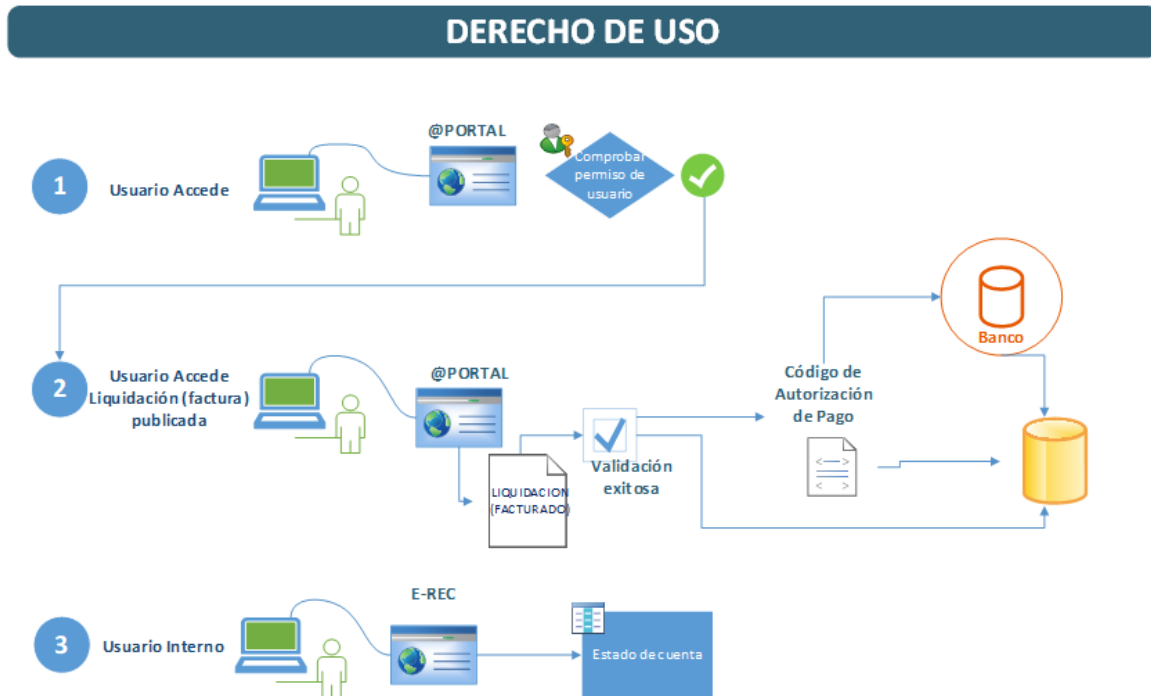 DERECHO DE USO
@PORTAL
1
Usuario Accede
Comprobar
permiso de
usuario
Banco
2
Usuario Accede
Liquidación (factura)
publicada
@PORTAL
Código de
Autorización
de Pago
LIQUIDACION
(FACTURADO)
Validación
exitosa
E-REC
3
Usuario Interno
Estado de cuenta